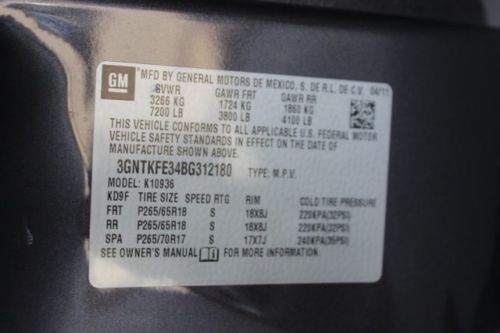 GM MFD BY GENERAL MOTORS DE MEXICO, S. DE R.L. DE C.V. 04/11
GVWR GAWR FRT GAWR RR
3266 KG 1724 KG 1860 KG
7200 LB 3800 LB 4100 LB
THIS VEHICLE CONFORMS TO ALL APPLICABLE U.S. FEDERAL MOTOR
VEHICLE SAFETY STANDARDS IN EFFECT ON THE DATE OF
MANUFACTURE SHOWN ABOVE.
3GNTKFE34BG312180 TYPE: M.P.V.
MODEL: K10936
KD9F TIRE SIZE SPEED RTG RIM COLD TIRE PRESSURE
FRT P265/65R18 S 18X8J 220KPA(32PSI)
RR P265/65R18 S 18X8J 220KPA(32PSI)
SPA P265/70R17 S 17X7J 240KPA(35PSI)
SEE OWNER'S MANUAL FOR MORE INFORMATION.